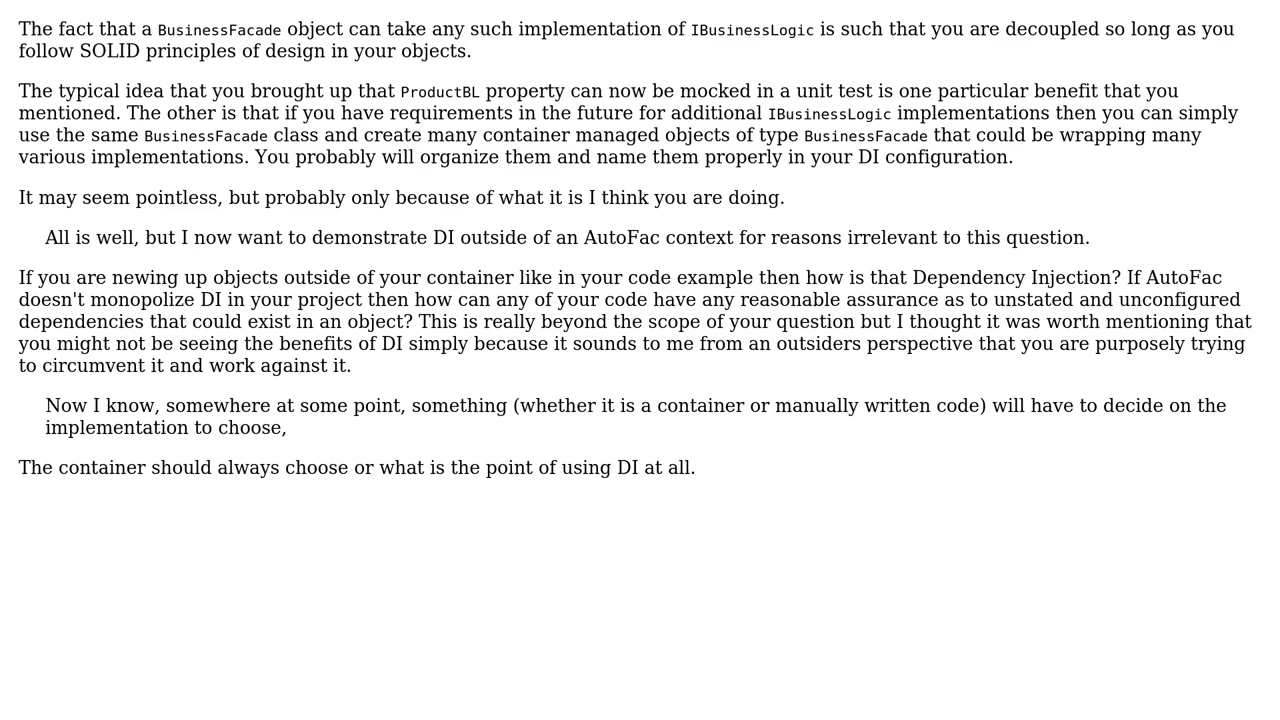 The fact that a BusinessFacade object can take any such implementation of IBusinessLogic is such that you are decoupled so long as you
follow SOLID principles of design in your objects.
The typical idea that you brought up that ProductBL property can now be mocked in a unit test is one particular benefit that you
mentioned. The other is that if you have requirements in the future for additional IBusinessLogic implementations then you can simply
use the same BusinessFacade class and create many container managed objects of type BusinessFacade that could be wrapping many
various implementations. You probably will organize them and name them properly in your DI configuration.
It may seem pointless, but probably only because of what it is I think you are doing.
All is well, but I now want to demonstrate DI outside of an AutoFac context for reasons irrelevant to this question.
If you are newing up objects outside of your container like in your code example then how is that Dependency Injection? If AutoFac
doesn't monopolize DI in your project then how can any of your code have any reasonable assurance as to unstated and unconfigured
dependencies that could exist in an object? This is really beyond the scope of your question but I thought it was worth mentioning that
you might not be seeing the benefits of DI simply because it sounds to me from an outsiders perspective that you are purposely trying
to circumvent it and work against it.
Now I know, somewhere at some point, something (whether it is a container or manually written code) will have to decide on the
implementation to choose,
The container should always choose or what is the point of using DI at all.